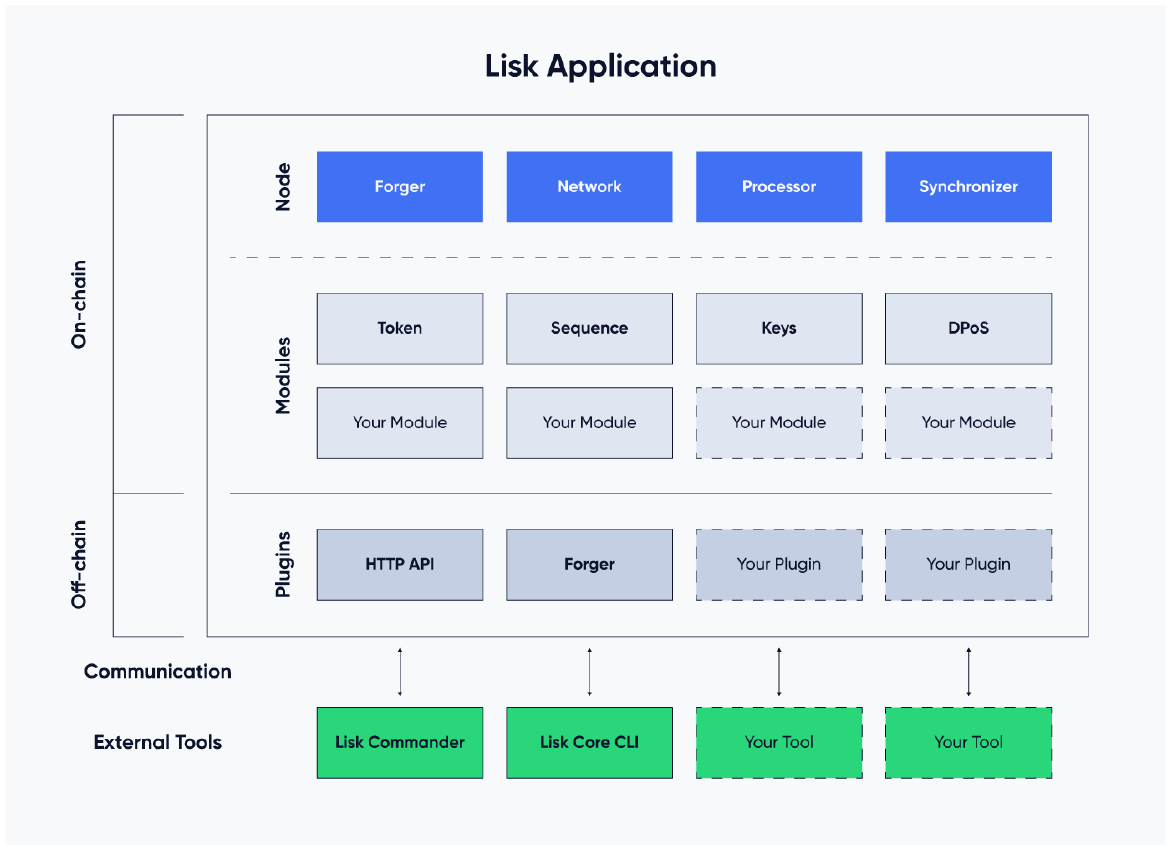 Lisk Application
On-chain
Node
Forger
Network
Processor
Synchronizer
Modules
Token
Sequence
Keys
DPoS
Your Module
Your Module
Your Module
Your Module
Off-chain
Plugins
HTTP API
Forger
Your Plugin
Your Plugin
Communication
External Tools
Lisk Commander
Lisk Core CLI
Your Tool
Your Tool